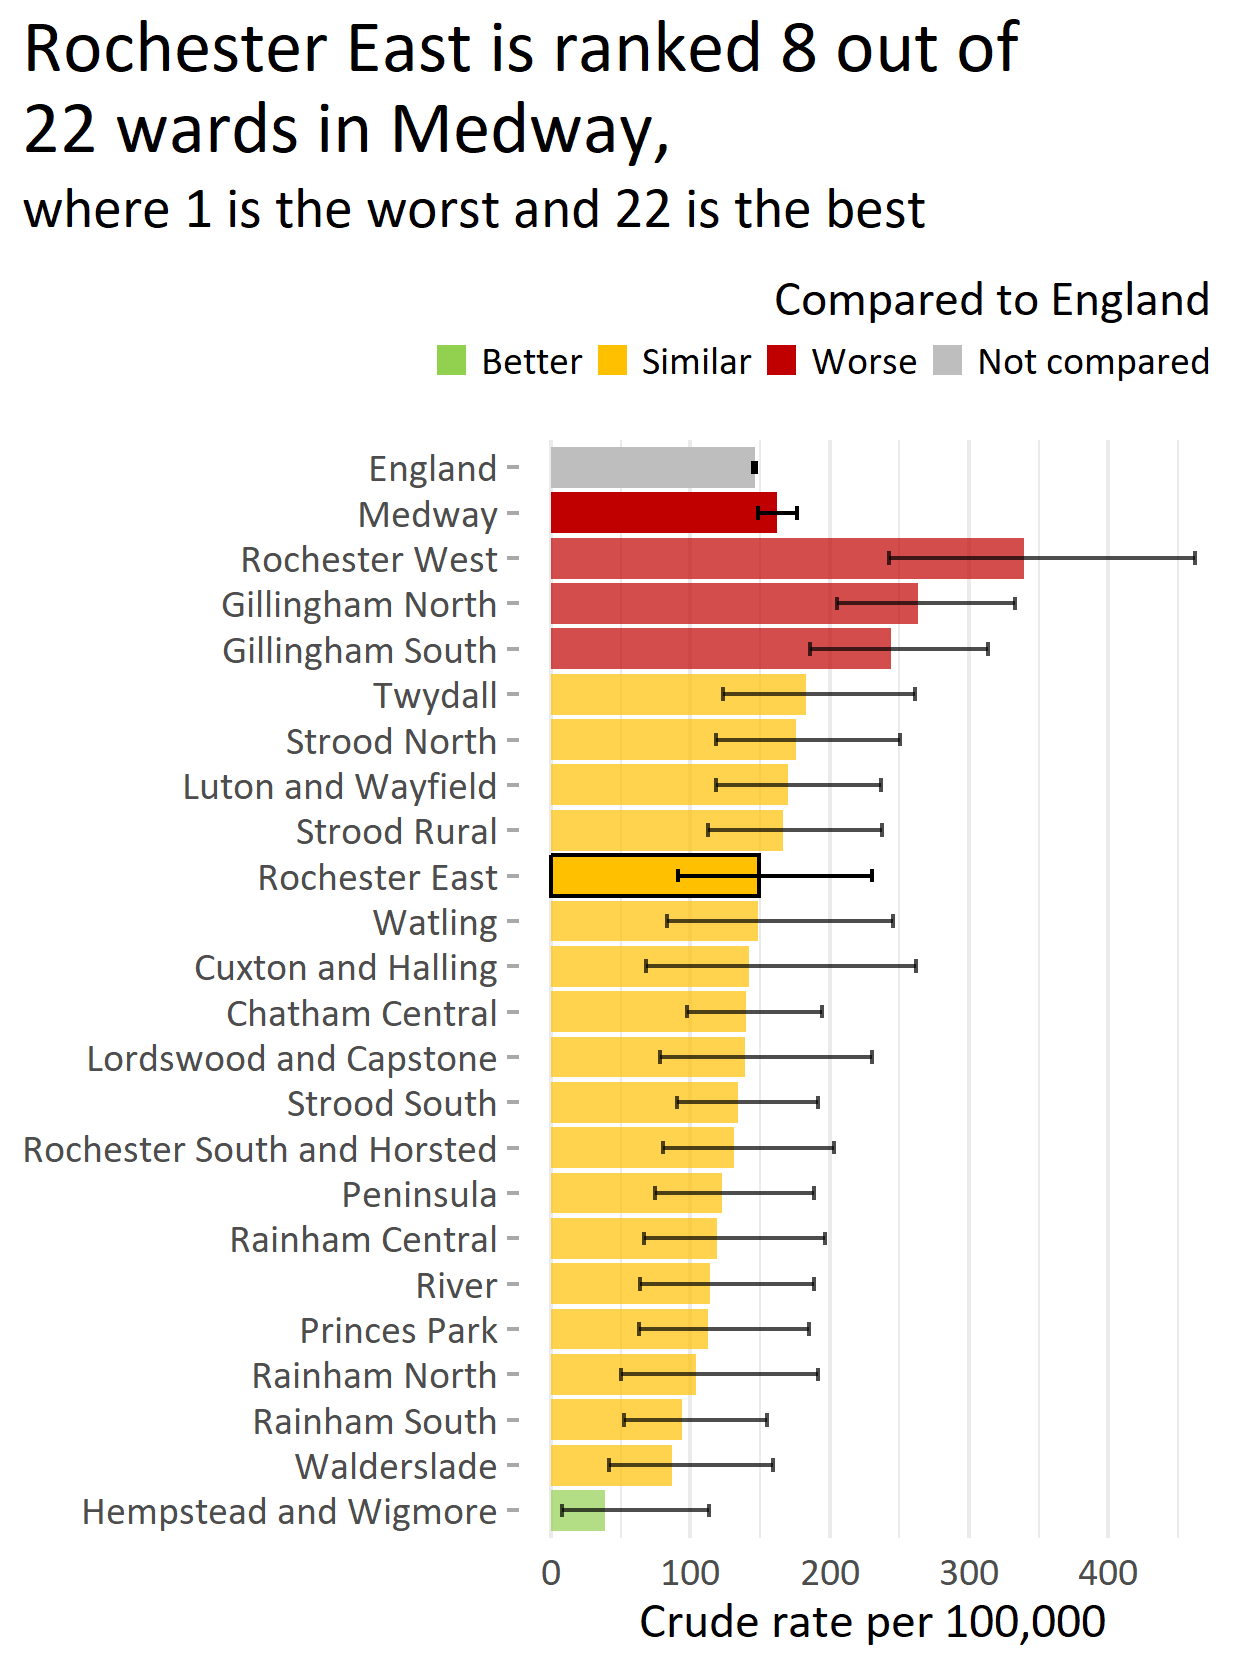 Rochester East is ranked 8 out of
22 wards in Medway,
where 1 is the worst and 22 is the best
Compared to England
Better Similar Worse Not compared
England
Medway
Rochester West
Gillingham North
Gillingham South
Twydall
Strood North
Luton and Wayfield
Strood Rural
Rochester East
Watling
Cuxton and Halling
Chatham Central
Lordswood and Capstone
Strood South
Rochester South and Horsted
Peninsula
Rainham Central
River
Princes Park
Rainham North
Rainham South
Walderslade
Hempstead and Wigmore
0 100 200 300 400
Crude rate per 100,000